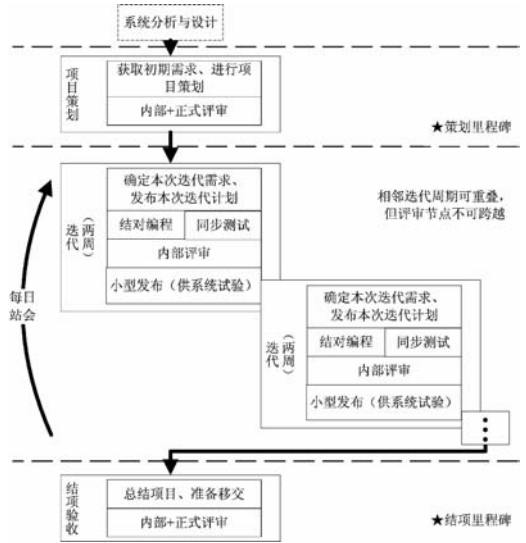 系统分析与设计
项目策划
获取初期需求、进行项
目策划
内部+正式评审
★策划里程碑
迭代
(两周)
确定本次迭代需求、
发布本次迭代计划
结对编程
同步测试
内部评审
小型发布（供系统试验）
相邻迭代周期可重叠，
但评审节点不可跨越
每日
站会
迭代
(两周)
确定本次迭代需求、
发布本次迭代计划
结对编程
同步测试
内部评审
小型发布（供系统试验）
结项验收
总结项目、准备移交
内部+正式评审
★结项里程碑